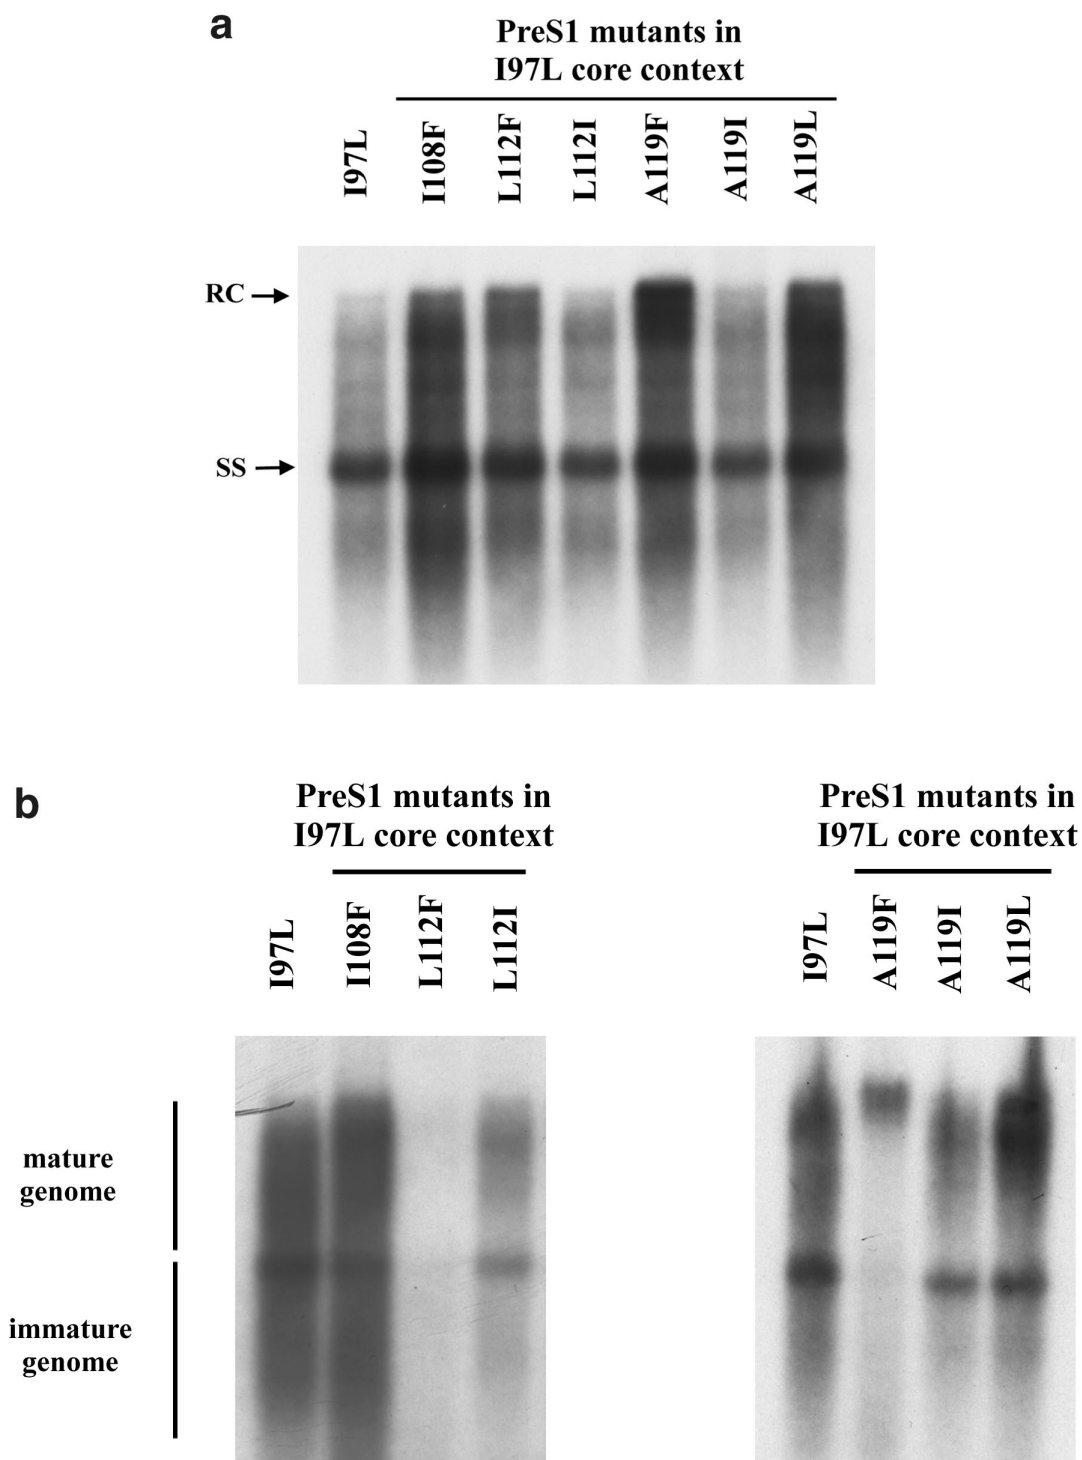 a
PreS1 mutants in
I97L core context
I97L
I108F
L112F
L112I
A119F
A119I
A119L
RC
SS
b
PreS1 mutants in
I97L core context
I97L
I108F
L112F
L112I
PreS1 mutants in
I97L core context
I97L
A119F
A119I
A119L
mature
genome
immature
genome